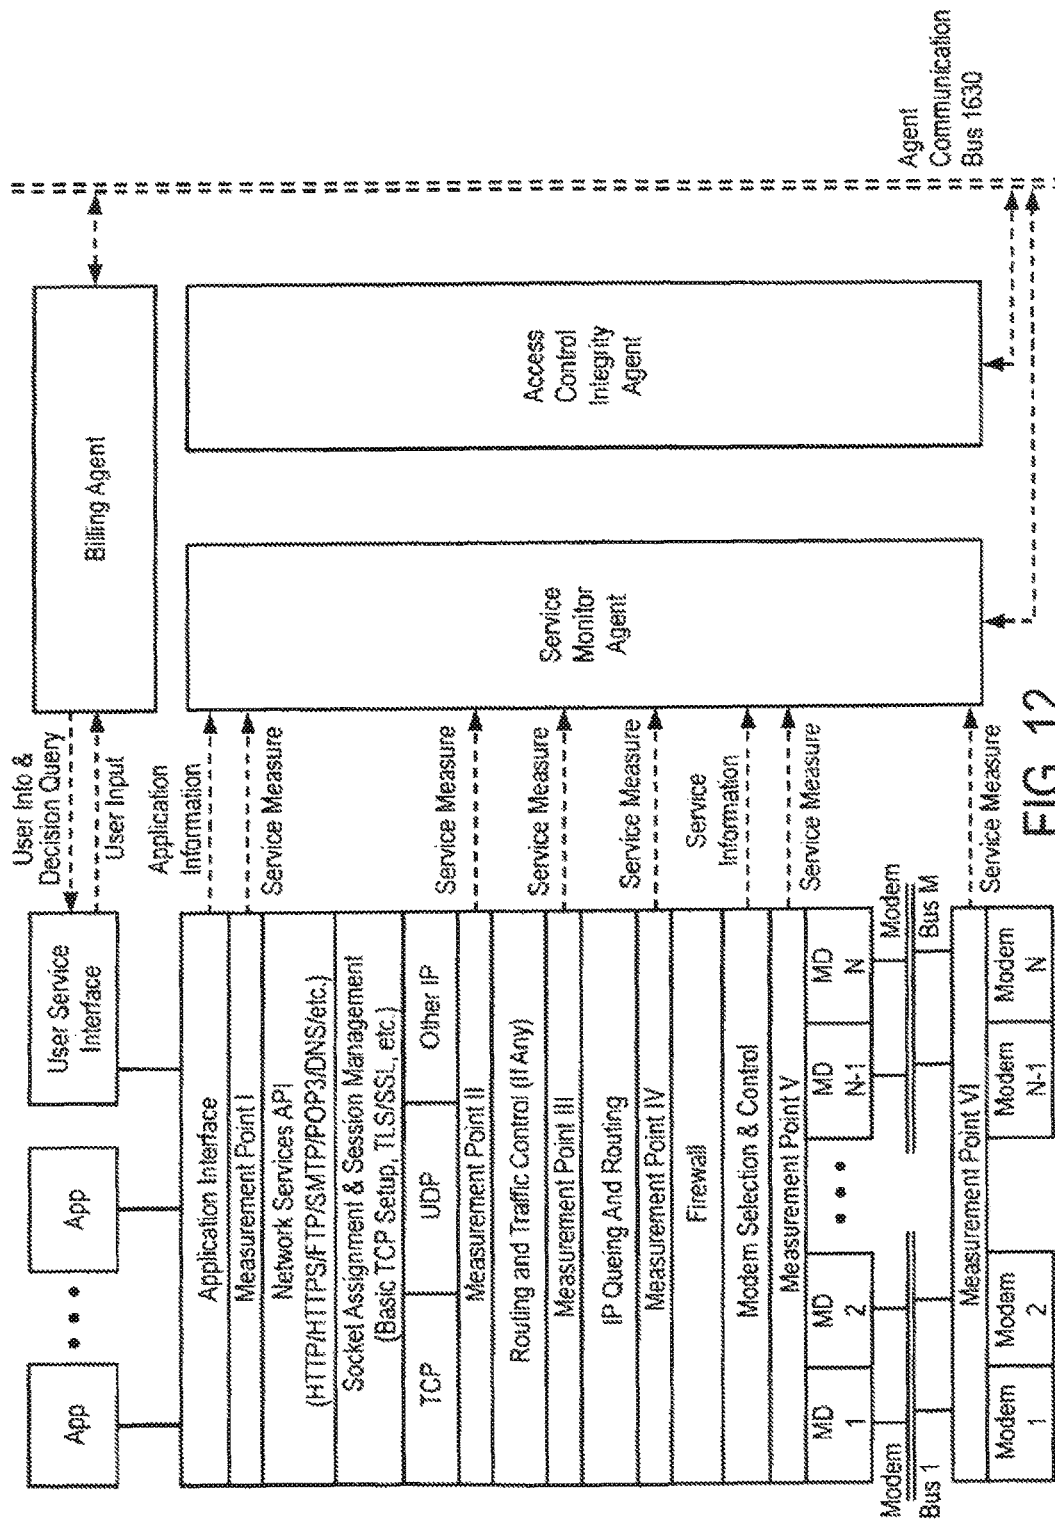 User Info &
Decision Query
User Input
Billing Agent
User Service
Interface
App
App
Application
Information
Service Measure
Application Interface
Measurement Point I
Network Services API
(HTTP/HTTPS/FTP/SMTP/POP3/DNS/etc.)
Socket Assignment & Session Management
(Basic TCP Setup, TLS/SSL, etc.)
TCP
UDP
Other IP
Service Measure
Measurement Point II
Routing and Traffic Control (If Any)
Service Measure
Measurement Point III
IP Queing And Routing
Service Measure
Measurement Point IV
Firewall
Service
Information
Modem Selection & Control
Service Measure
Measurement Point V
MD
1
MD
2
MD
N-1
MD
N
Modem
Bus 1
Modem
Bus M
Service Measure
Measurement Point VI
Modem
1
Modem
2
Modem
N-1
Modem
N
Service
Monitor
Agent
Access
Control
Integrity
Agent
Agent
Communication
Bus 1630
FIG. 12